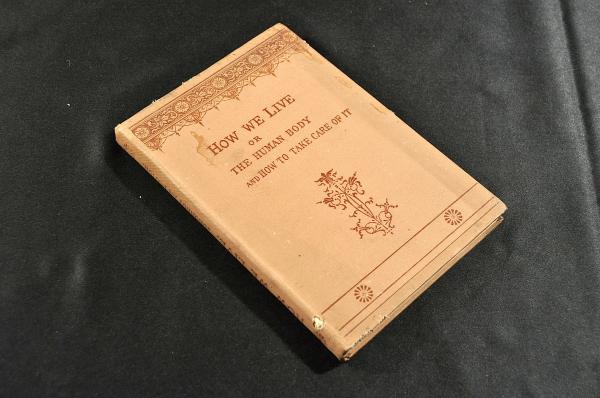 HOW WE LIVE
OR
THE HUMAN BODY
AND HOW TO TAKE CARE OF IT